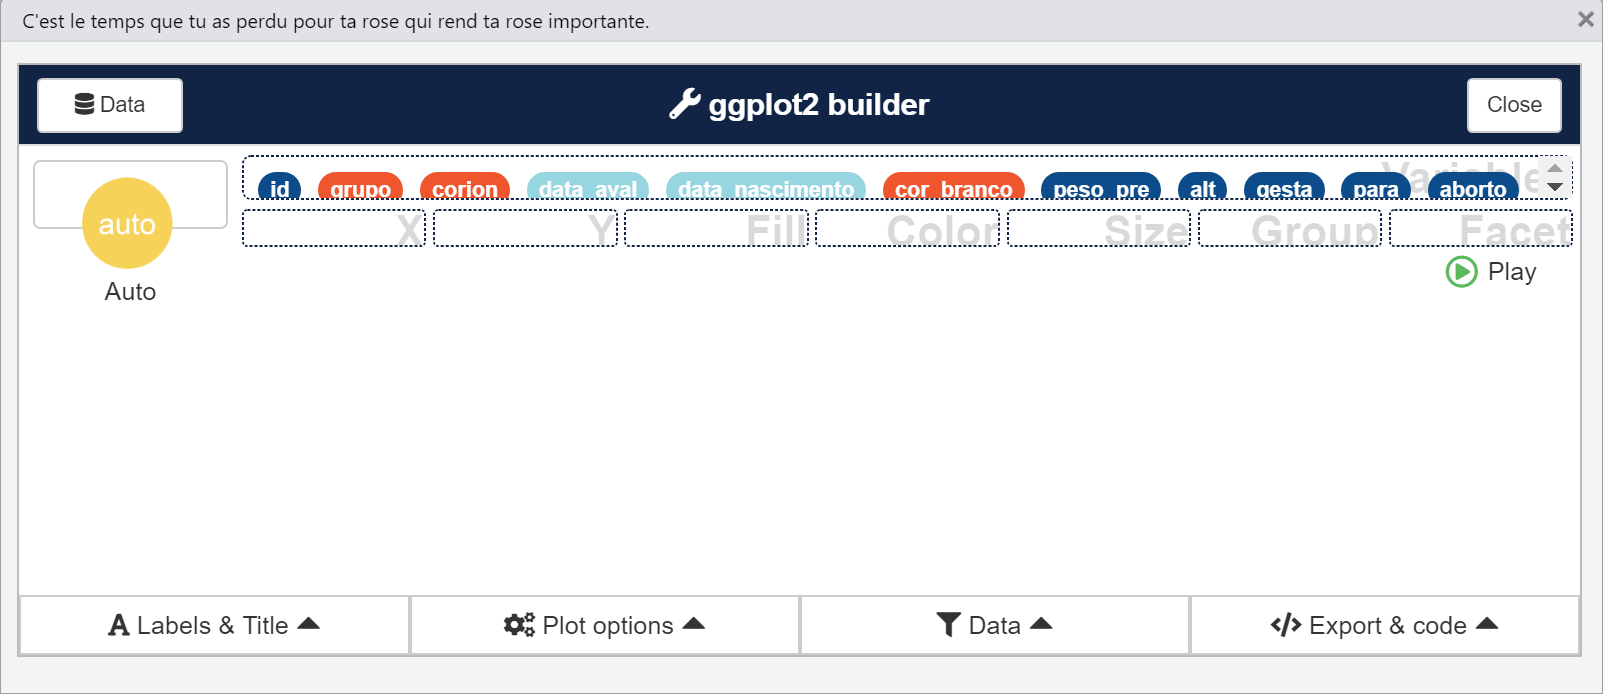 C'est le temps que tu as perdu pour ta rose qui rend ta rose importante.
Data ggplot2 builder Close
Variables
id grupo corion data_aval data_nascimento cor_branco peso_pre alt gesta para aborto
auto
X Y Fill Color Size Group Facet
Play
Auto
Labels & Title Plot options Data Export & code